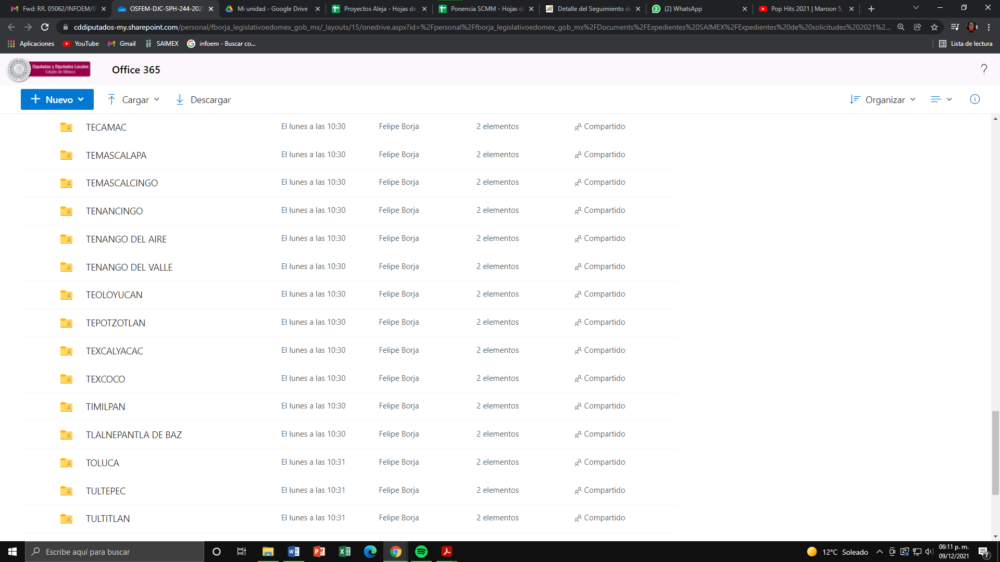 Fwd: RR. 05062/INFOEM/IP
OSFEM-DJC-SPH-244-2021
Mi unidad - Google Drive
Proyectos Aleja - Hojas de
Ponencia SCMM - Hojas de
Detalle del Seguimiento de
(2) WhatsApp
Pop Hits 2021 | Maroon 5,
cddiputados-my.sharepoint.com/personal/fborja_legislativoedomex_gob_mx/_layouts/15/onedrive.aspx?id=%2Fpersonal%2Ffborja_legislativoedomex_gob_mx%2FDocuments%2FExpedientes%20SAIMEX%2FExpedientes%20de%20solicitudes%202021%2...
Aplicaciones
YouTube
Gmail
SAIMEX
infoem - Buscar co...
Lista de lectura
Diputadas y Diputados Locales
Estado de México
Office 365
?
Nuevo
Cargar
Descargar
Organizar
TECAMAC El lunes a las 10:30 Felipe Borja 2 elementos Compartido
TEMASCALAPA El lunes a las 10:30 Felipe Borja 2 elementos Compartido
TEMASCALCINGO El lunes a las 10:30 Felipe Borja 2 elementos Compartido
TENANCINGO El lunes a las 10:30 Felipe Borja 2 elementos Compartido
TENANGO DEL AIRE El lunes a las 10:30 Felipe Borja 2 elementos Compartido
TENANGO DEL VALLE El lunes a las 10:30 Felipe Borja 2 elementos Compartido
TEOLOYUCAN El lunes a las 10:30 Felipe Borja 2 elementos Compartido
TEPOTZOTLAN El lunes a las 10:30 Felipe Borja 2 elementos Compartido
TEXCALYACAC El lunes a las 10:30 Felipe Borja 2 elementos Compartido
TEXCOCO El lunes a las 10:30 Felipe Borja 2 elementos Compartido
TIMILPAN El lunes a las 10:30 Felipe Borja 2 elementos Compartido
TLALNEPANTLA DE BAZ El lunes a las 10:30 Felipe Borja 2 elementos Compartido
TOLUCA El lunes a las 10:31 Felipe Borja 2 elementos Compartido
TULTEPEC El lunes a las 10:31 Felipe Borja 2 elementos Compartido
TULTITLAN El lunes a las 10:31 Felipe Borja 2 elementos Compartido
Escribe aquí para buscar
12°C Soleado
06:11 p. m.
09/12/2021
7